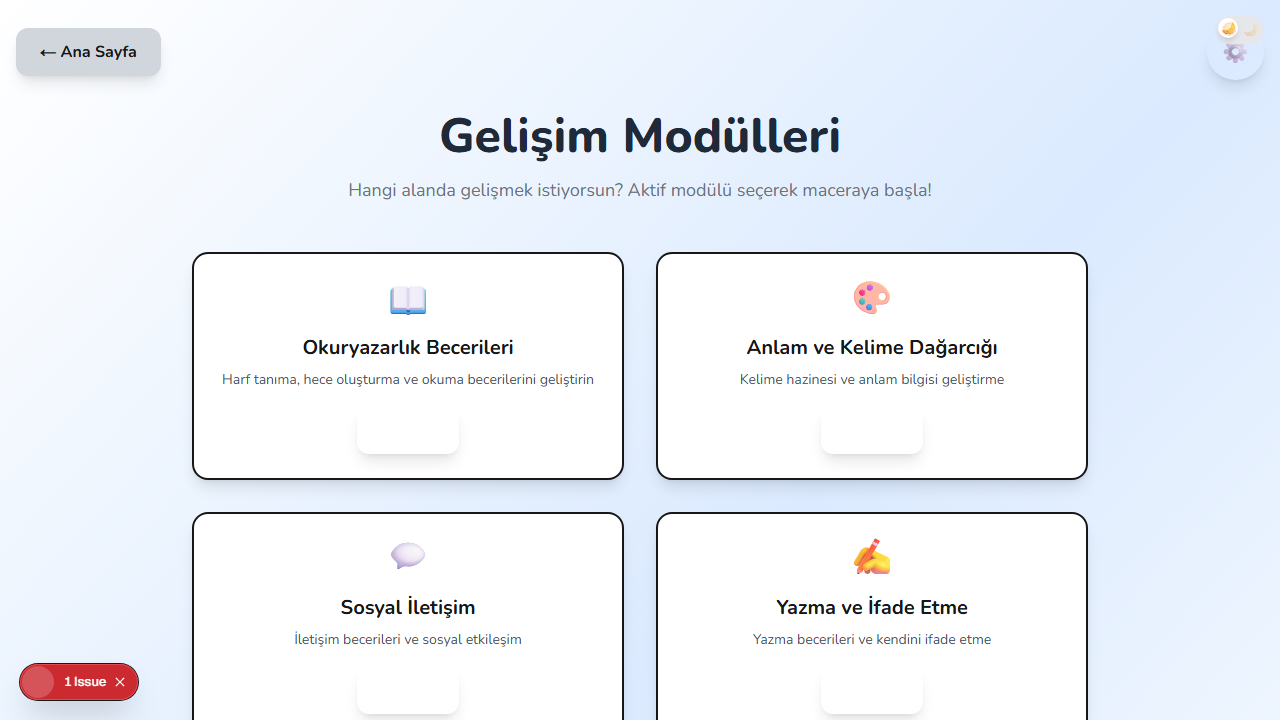 ← Ana Sayfa
Gelişim Modülleri
Hangi alanda gelişmek istiyorsun? Aktif modülü seçerek maceraya başla!
Okuryazarlık Becerileri
Harf tanıma, hece oluşturma ve okuma becerilerini geliştirin
Anlam ve Kelime Dağarcığı
Kelime hazinesi ve anlam bilgisi geliştirme
Sosyal İletişim
İletişim becerileri ve sosyal etkileşim
Yazma ve İfade Etme
Yazma becerileri ve kendini ifade etme
1 Issue